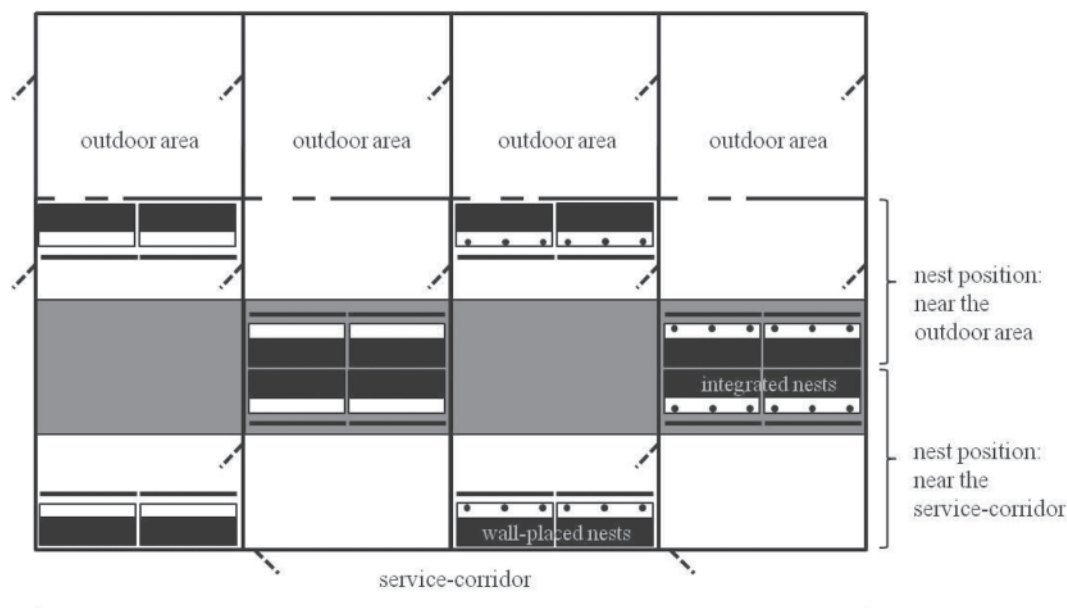 outdoor area
outdoor area
outdoor area
outdoor area
nest position:
near the
outdoor area
integrated nests
nest position:
near the
service-corridor
wall-placed nests
service-corridor